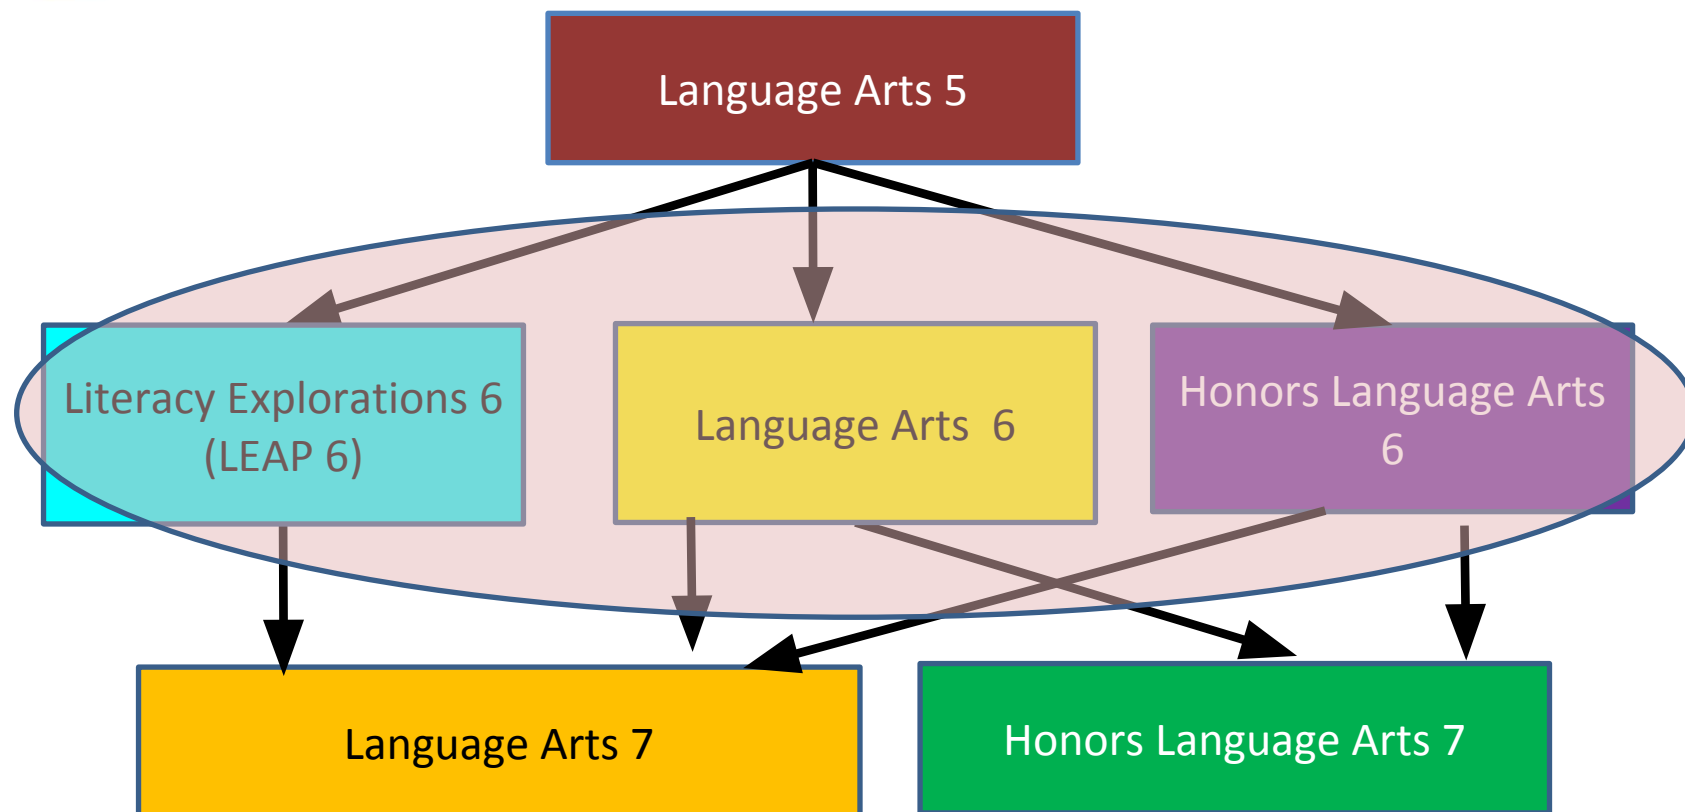 Language Arts 5
Literacy Explorations 6
(LEAP 6)
Language Arts  6
Honors Language Arts
6
Language Arts 7
Honors Language Arts 7